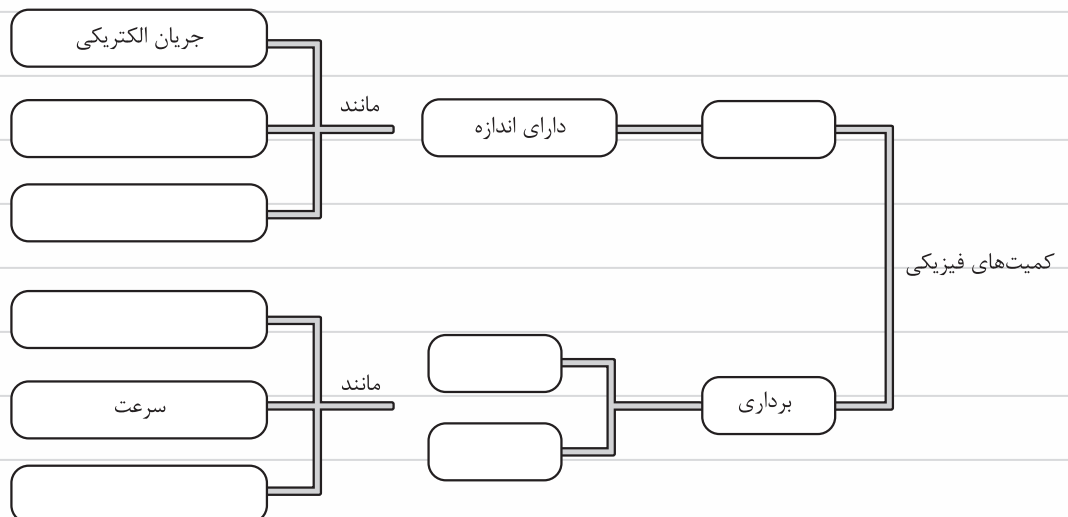 کمیت‌های فیزیکی
دارای اندازه
مانند
جریان الکتریکی
برداری
مانند
سرعت